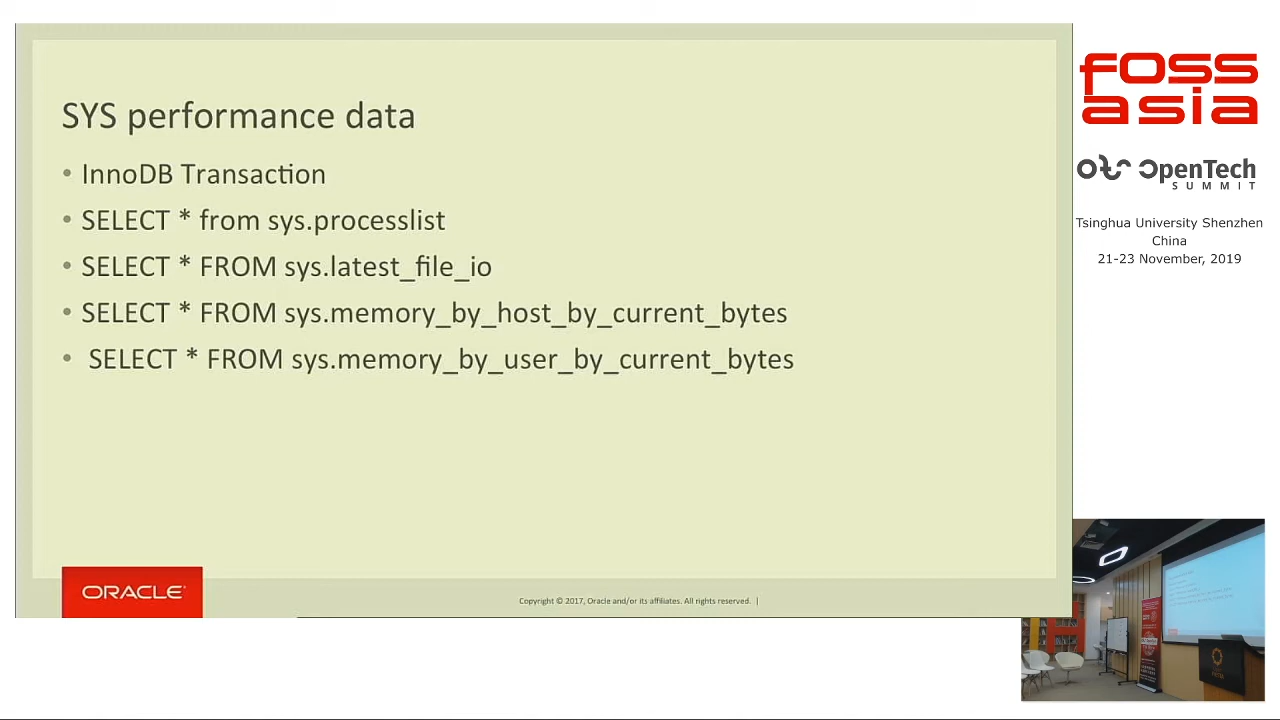 SYS performance data
• InnoDB Transaction
• SELECT * from sys.processlist
• SELECT * FROM sys.latest_file_io
• SELECT * FROM sys.memory_by_host_by_current_bytes
• SELECT * FROM sys.memory_by_user_by_current_bytes
ORACLE
Copyright © 2017, Oracle and/or its affiliates. All rights reserved. |
FOSS
asia
OpenTech
SUMMIT
Tsinghua University Shenzhen
China
21-23 November, 2019